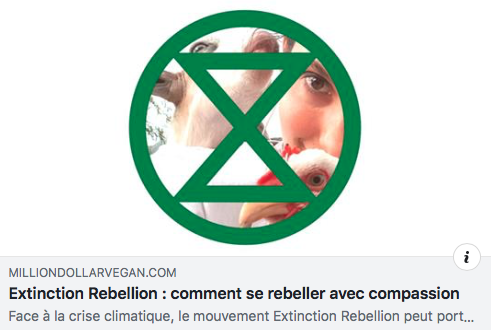 i
MILLIONDOLLARVEGAN.COM
Extinction Rebellion : comment se rebeller avec compassion
Face à la crise climatique, le mouvement Extinction Rebellion peut port...